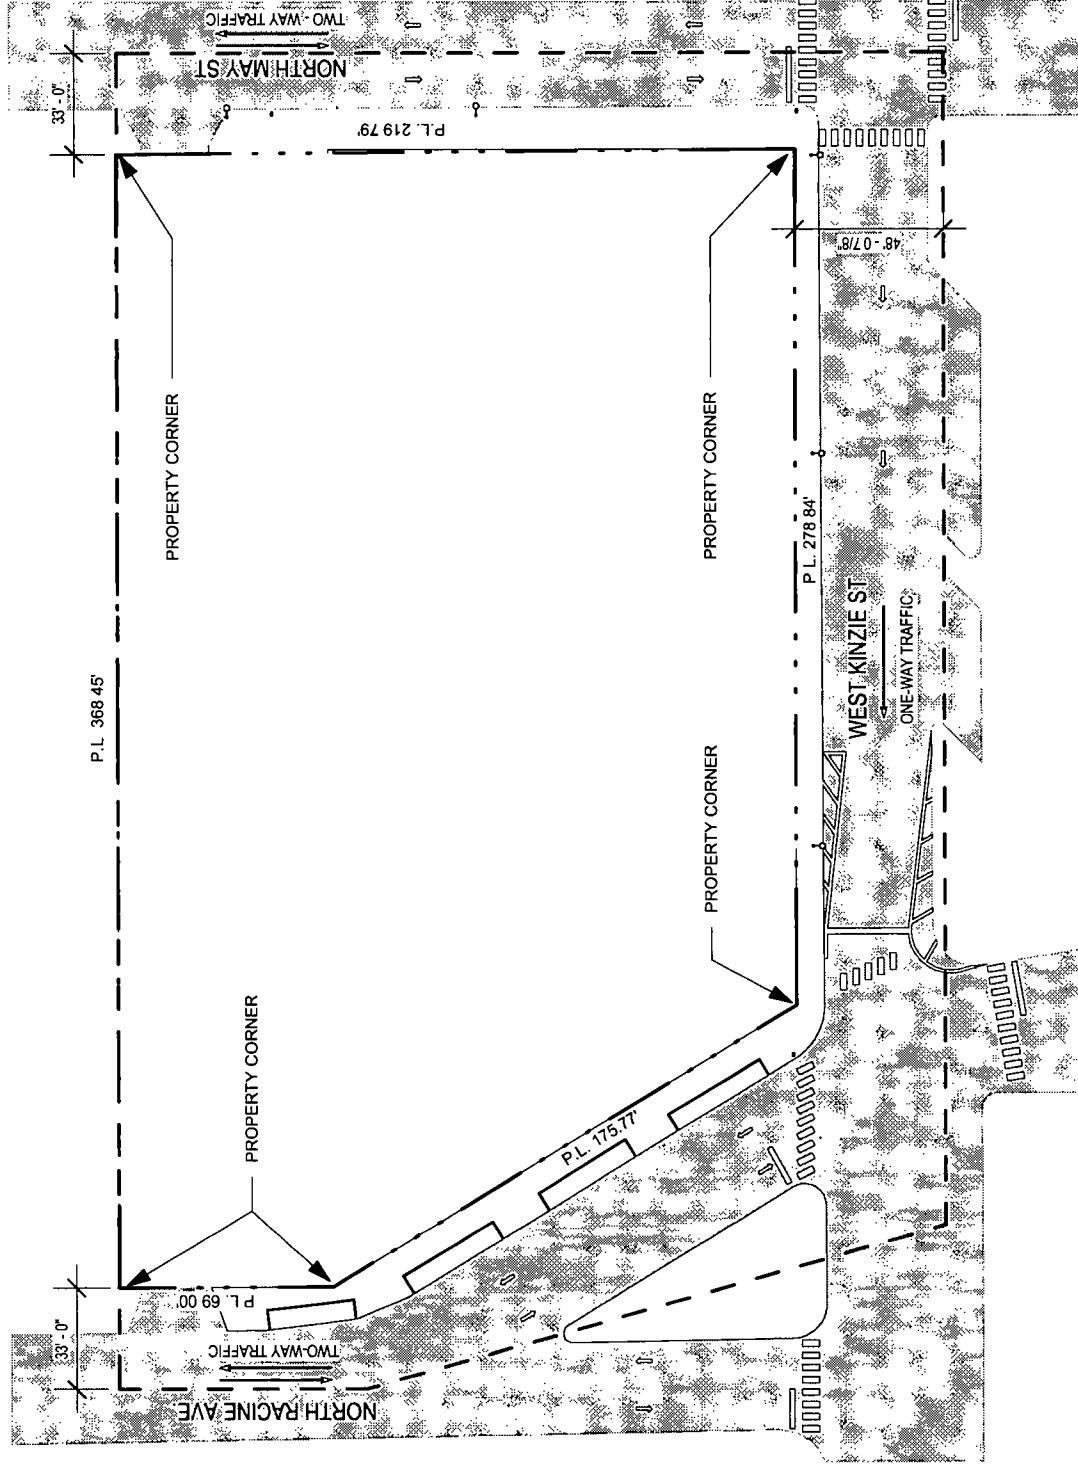 TWO - WAY TRAFFIC
NORTH MAY ST
33' - 0"
P.L. 219 79'
PROPERTY CORNER
PROPERTY CORNER
48' - 0 7/8"
P.L 368 45'
P L. 278 84'
WEST KINZIE ST
ONE-WAY TRAFFIC
PROPERTY CORNER
PROPERTY CORNER
P.L. 175.77'
P L. 69 00'
33' - 0"
TWO-WAY TRAFFIC
NORTH RACINE AVE